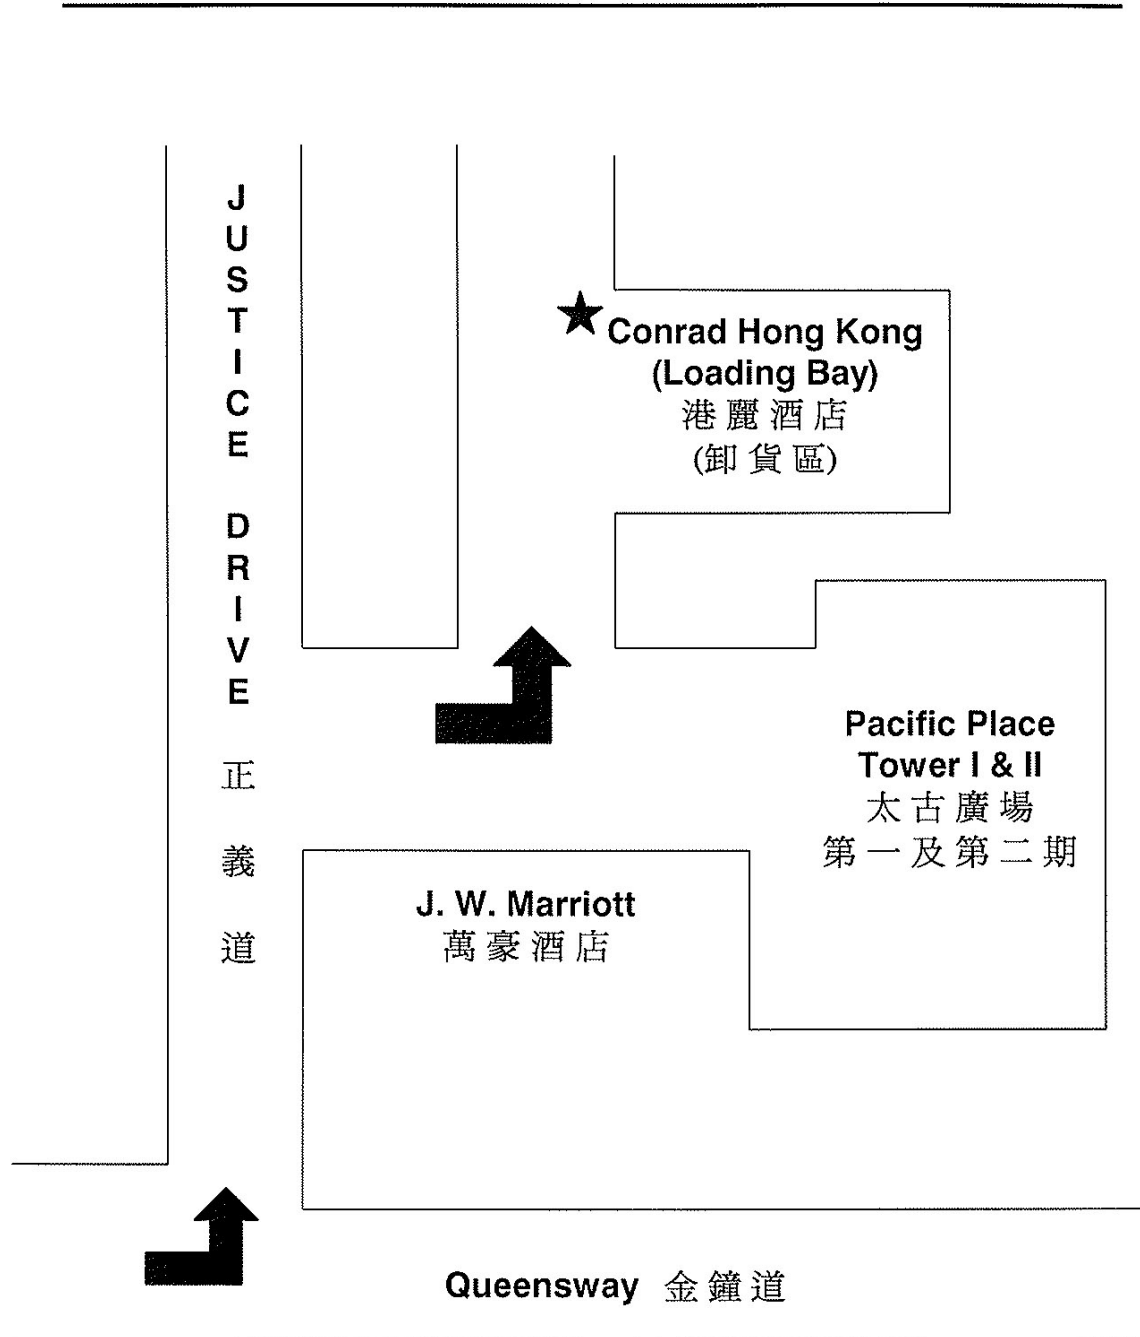 JUSTICE DRIVE 正義道
Conrad Hong Kong
(Loading Bay)
港麗酒店
(卸貨區)
Pacific Place
Tower I & II
太古廣場
第一及第二期
J. W. Marriott
萬豪酒店
Queensway 金鐘道